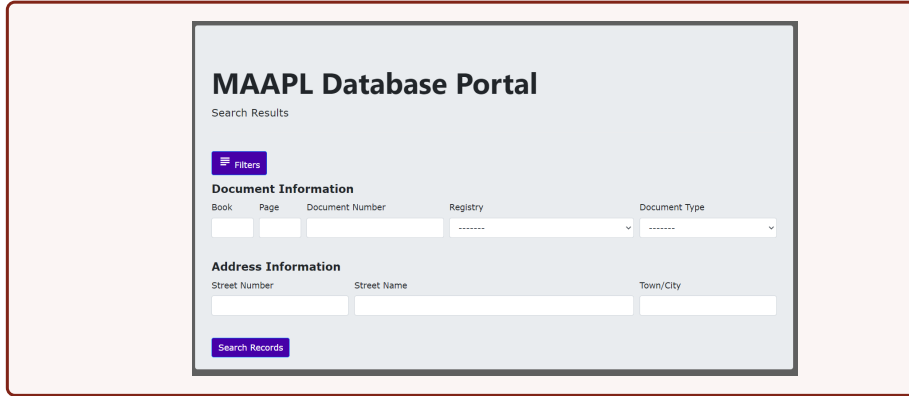 MAAPL Database Portal
Search Results
Filters
Document Information
Book Page Document Number Registry Document Type
------- -------
Address Information
Street Number Street Name Town/City
Search Records